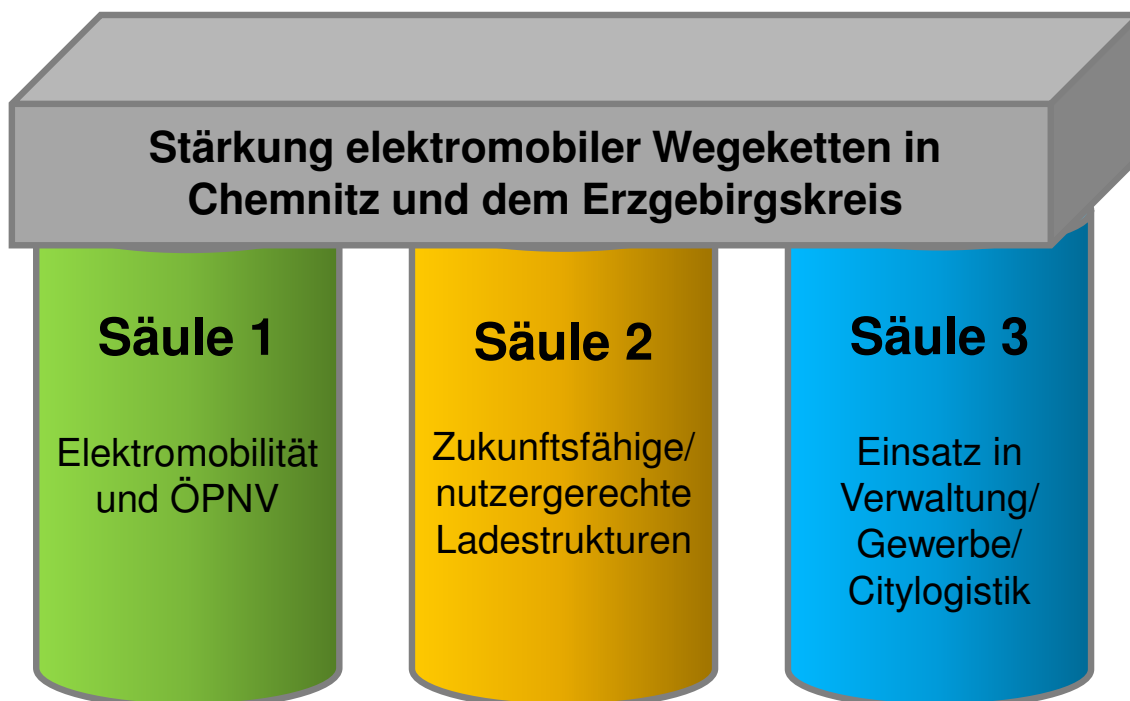 Stärkung elektromobiler Wegeketten in
Chemnitz und dem Erzgebirgskreis
Säule 1
Elektromobilität
und ÖPNV
Säule 2
Zukunftsfähige/
nutzergerechte
Ladestrukturen
Säule 3
Einsatz in
Verwaltung/
Gewerbe/
Citylogistik